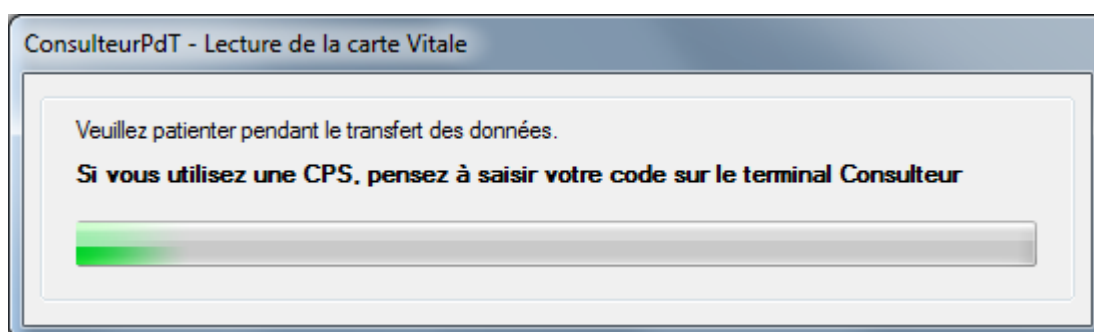 ConsulteurPdT - Lecture de la carte Vitale
Veuillez patienter pendant le transfert des données.
Si vous utilisez une CPS, pensez à saisir votre code sur le terminal Consulteur